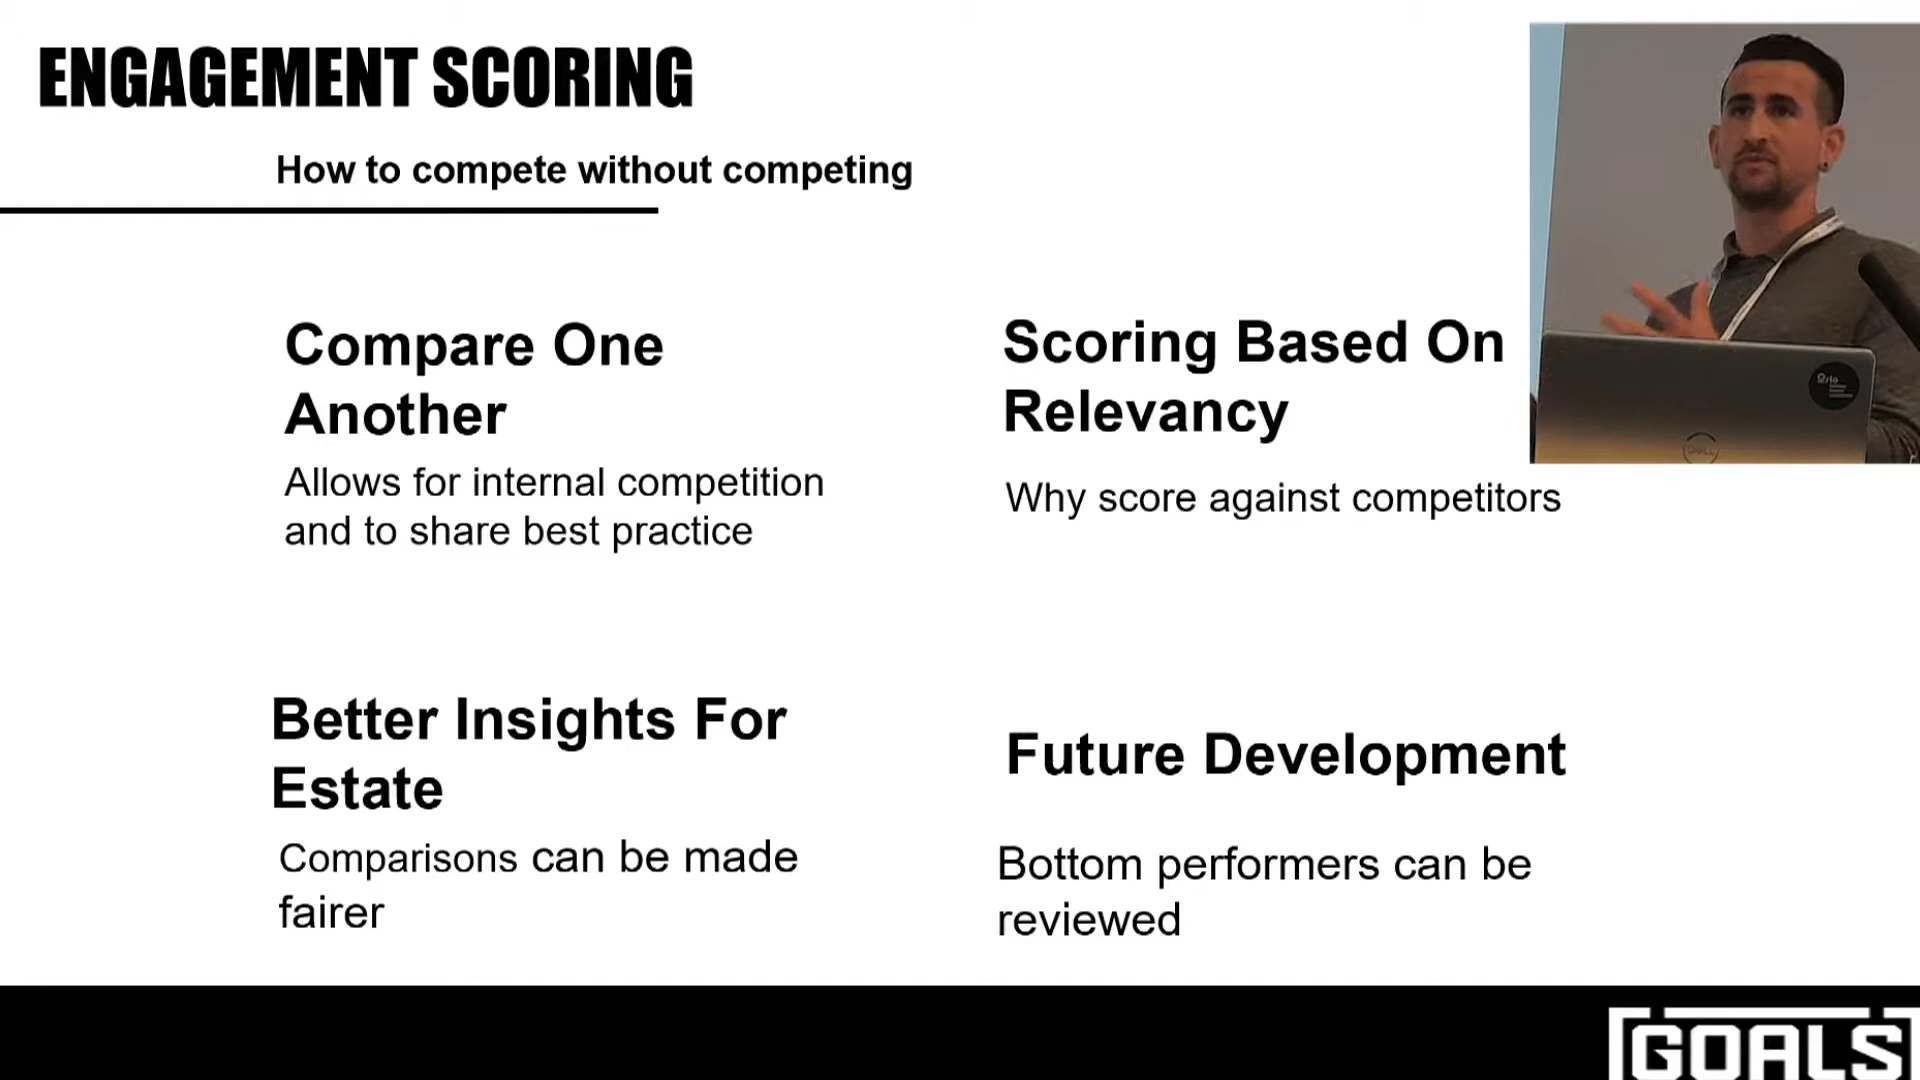 ENGAGEMENT SCORING
How to compete without competing
Compare One
Another
Allows for internal competition
and to share best practice
Scoring Based On
Relevancy
Why score against competitors
Better Insights For
Estate
Comparisons can be made
fairer
Future Development
Bottom performers can be
reviewed
DELL
GOALS